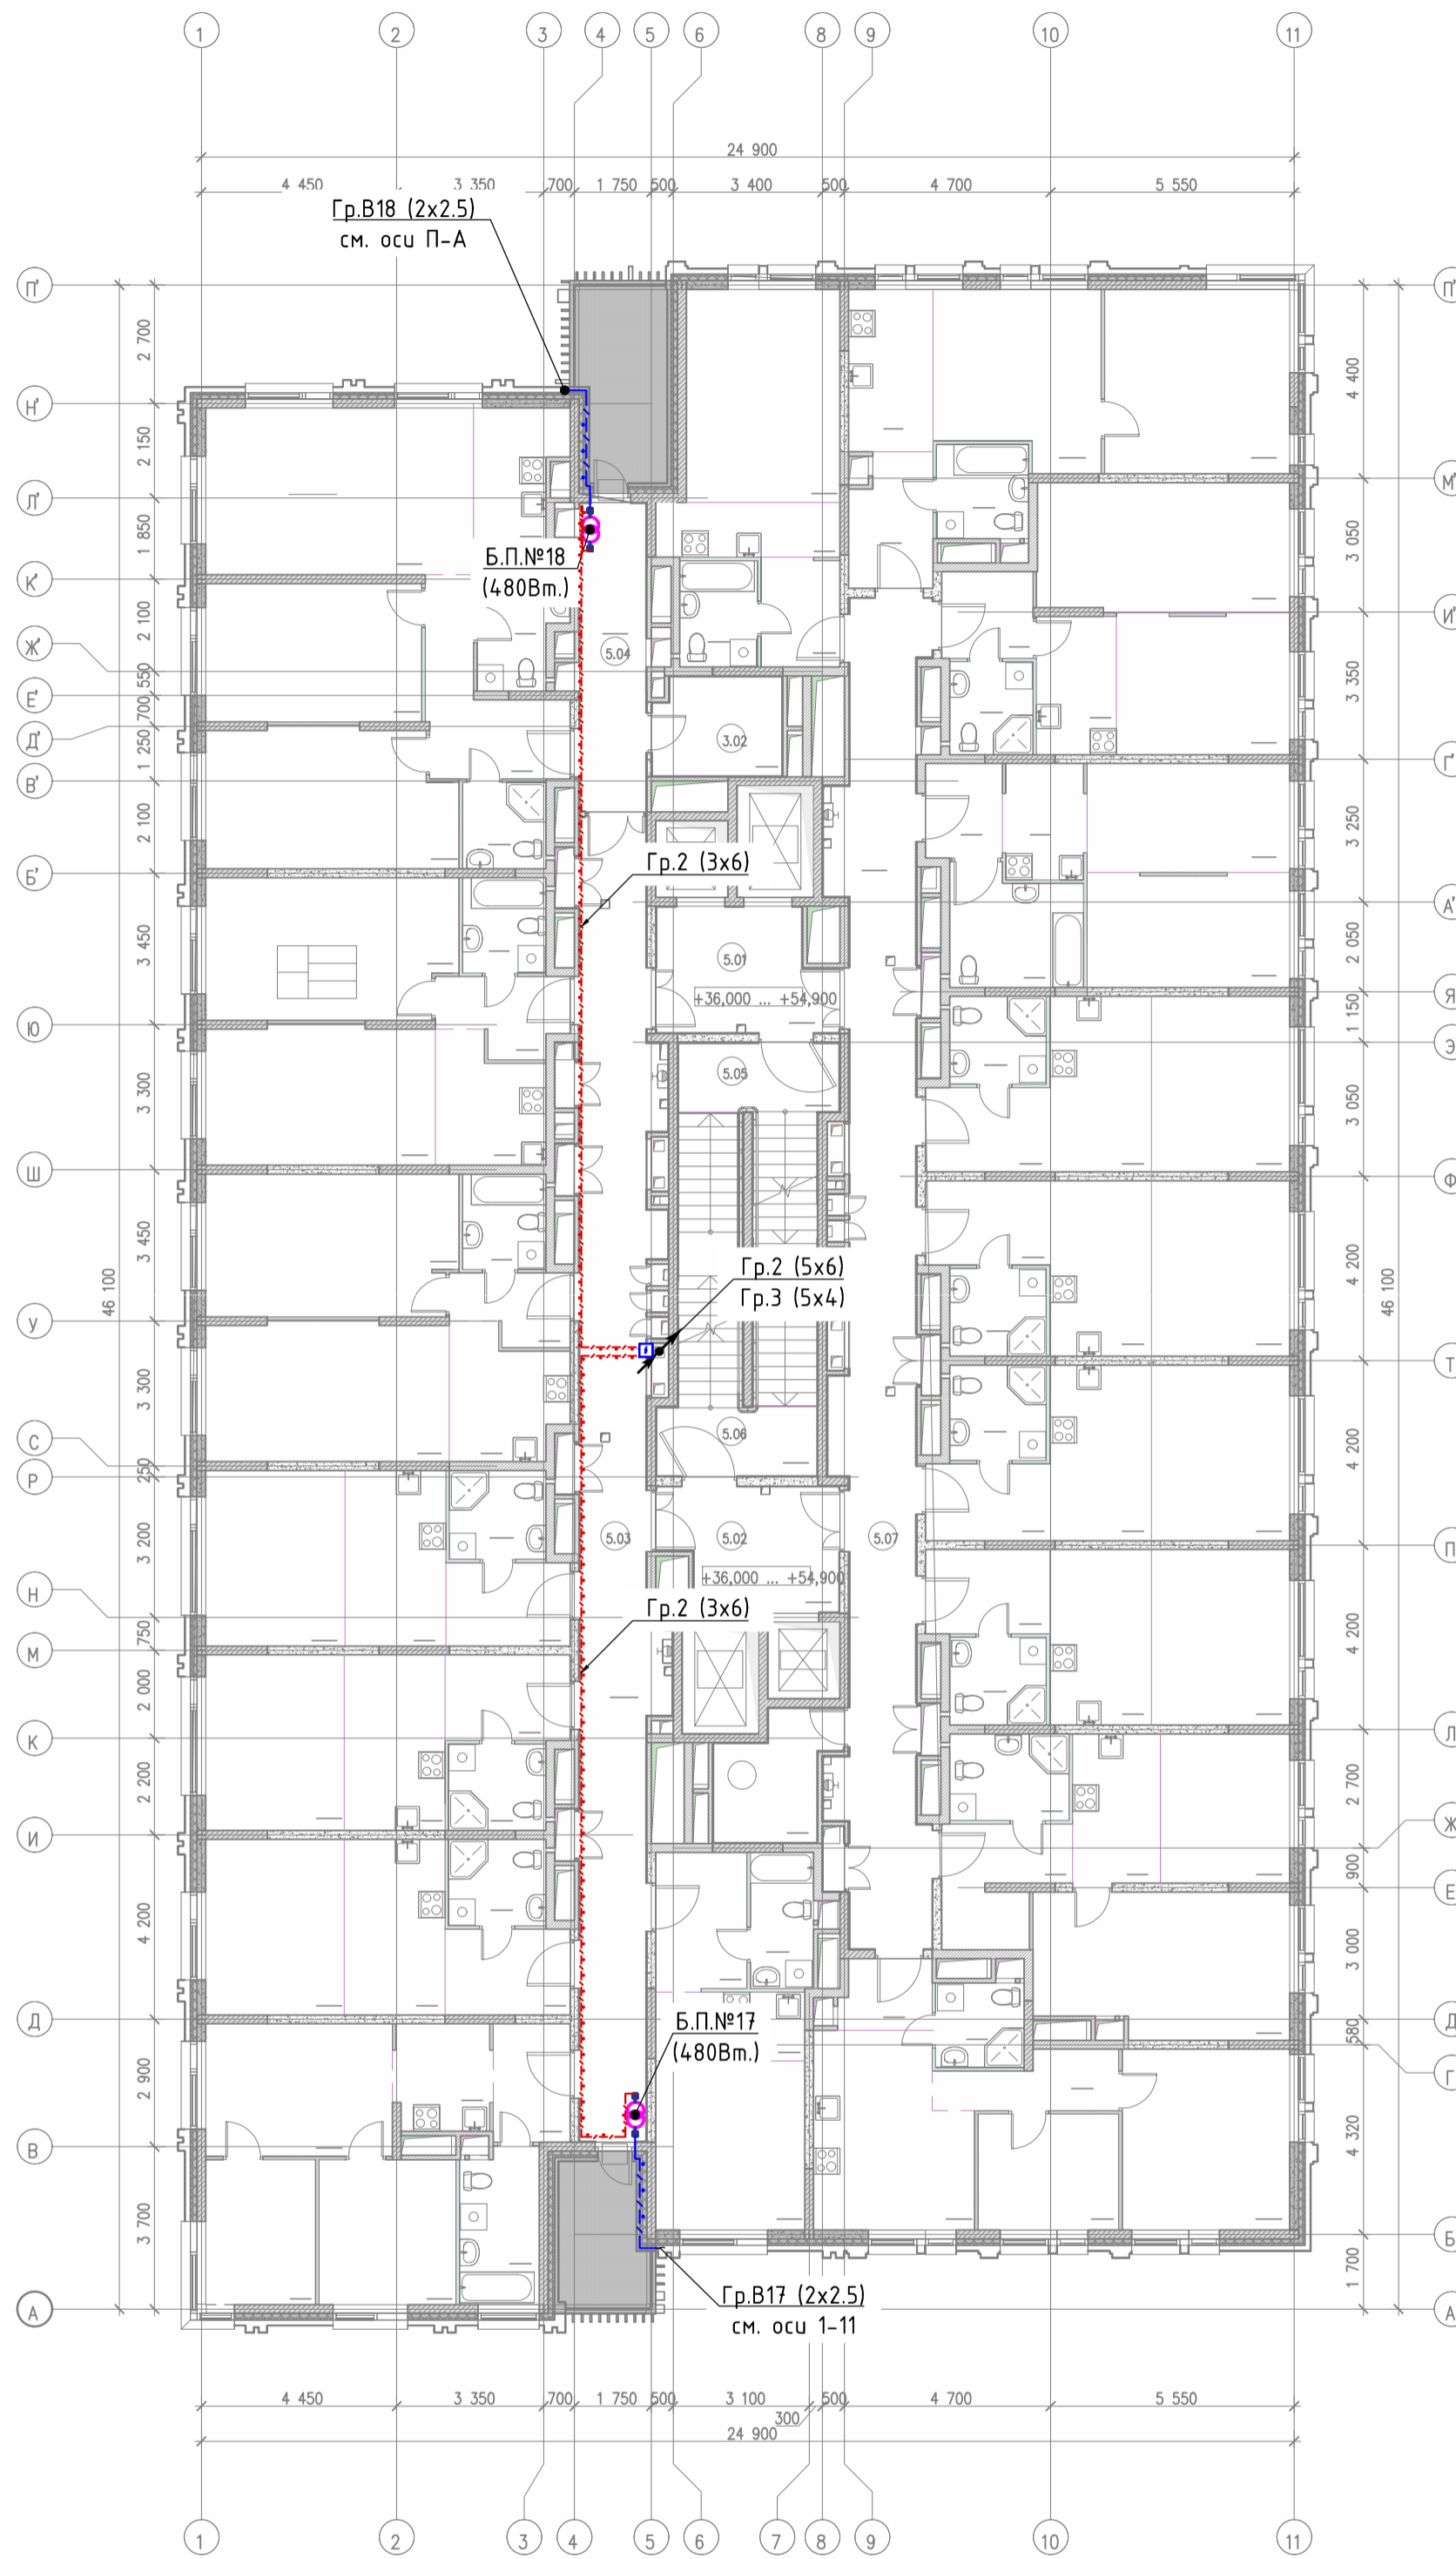 1 2 3 4 5 6 8 9 10 11
24 900
4 450 3 350 700 1 750 500 3 400 500 4 700 5 550
Гр.В18 (2х2.5)
см. оси П-А
П' П'
2 700
4 400
Н'
2 150
Л' М'
1 850
Б.П.№18
(480Вт.)
3 050
К'
2 100
И'
Ж'
5.04
550
3 350
Е'
700
Д'
3.02
1 250
Г'
В'
2 100
3 250
Гр.2 (3х6)
Б'
А'
3 450
5.01
2 050
+36,000 ... +54,900
Я
Ю
1 150
Э
5.05
3 300
3 050
Ш Ф
3 450
4 200
Гр.2 (5х6)
Гр.3 (5х4)
46 100 46 100
У
Т
3 300
5.06
С
250
4 200
Р
3 200
5.03 5.02 5.07
П
+36,000 ... +54,900
Н
Гр.2 (3х6)
750
4 200
М
2 000
К Л
2 200
2 700
И Ж
900
Е
4 200
3 000
Д Д
Б.П.№17
(480Вт.)
580
Г
2 900
4 320
В
3 700
Б
1 700
Гр.В17 (2х2.5)
см. оси 1-11
А А
4 450 3 350 700 1 750 500 3 100 500 4 700 5 550
300
24 900
1 2 3 4 5 6 7 8 9 10 11